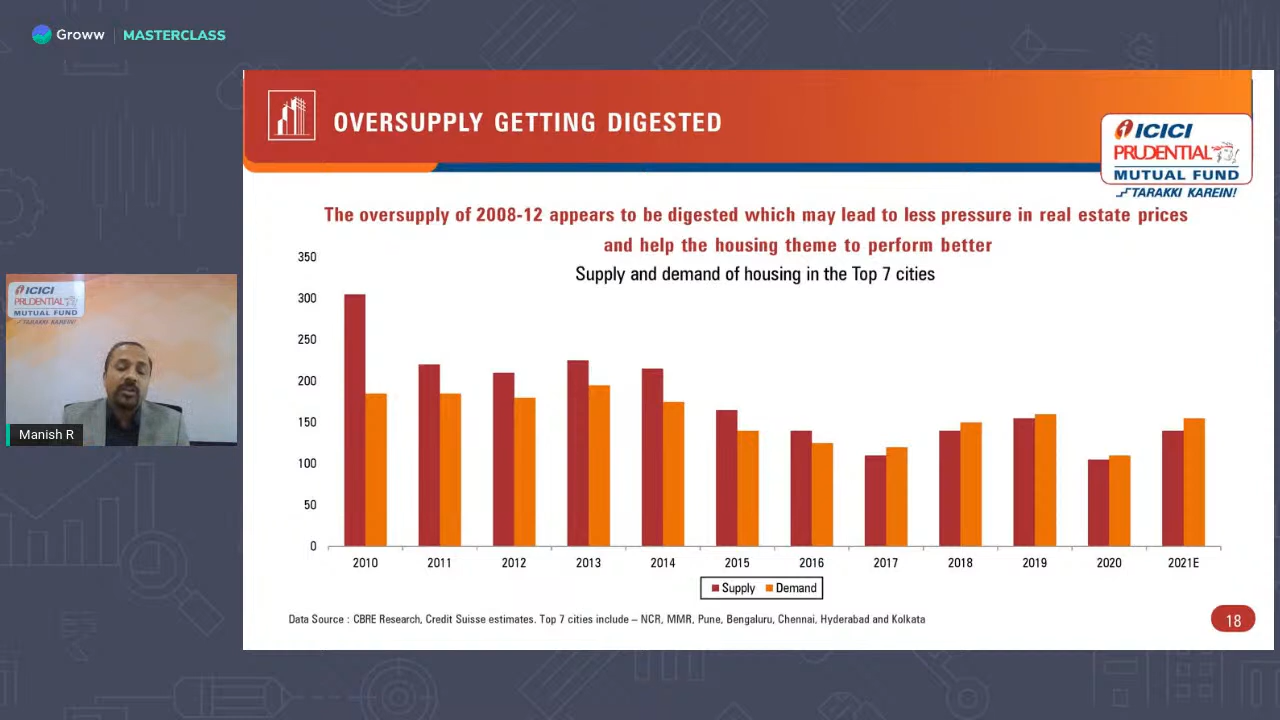 Groww MASTERCLASS
OVERSUPPLY GETTING DIGESTED
ICICI
PRUDENTIAL
MUTUAL FUND
TARAKKI KAREIN!
The oversupply of 2008-12 appears to be digested which may lead to less pressure in real estate prices
and help the housing theme to perform better
Supply and demand of housing in the Top 7 cities
350
300
250
200
150
100
50
0
2010 2011 2012 2013 2014 2015 2016 2017 2018 2019 2020 2021E
Supply Demand
Data Source : CBRE Research, Credit Suisse estimates. Top 7 cities include – NCR, MMR, Pune, Bengaluru, Chennai, Hyderabad and Kolkata
18
ICICI
PRUDENTIAL
MUTUAL FUND
TARAKKI KAREIN!
Manish R